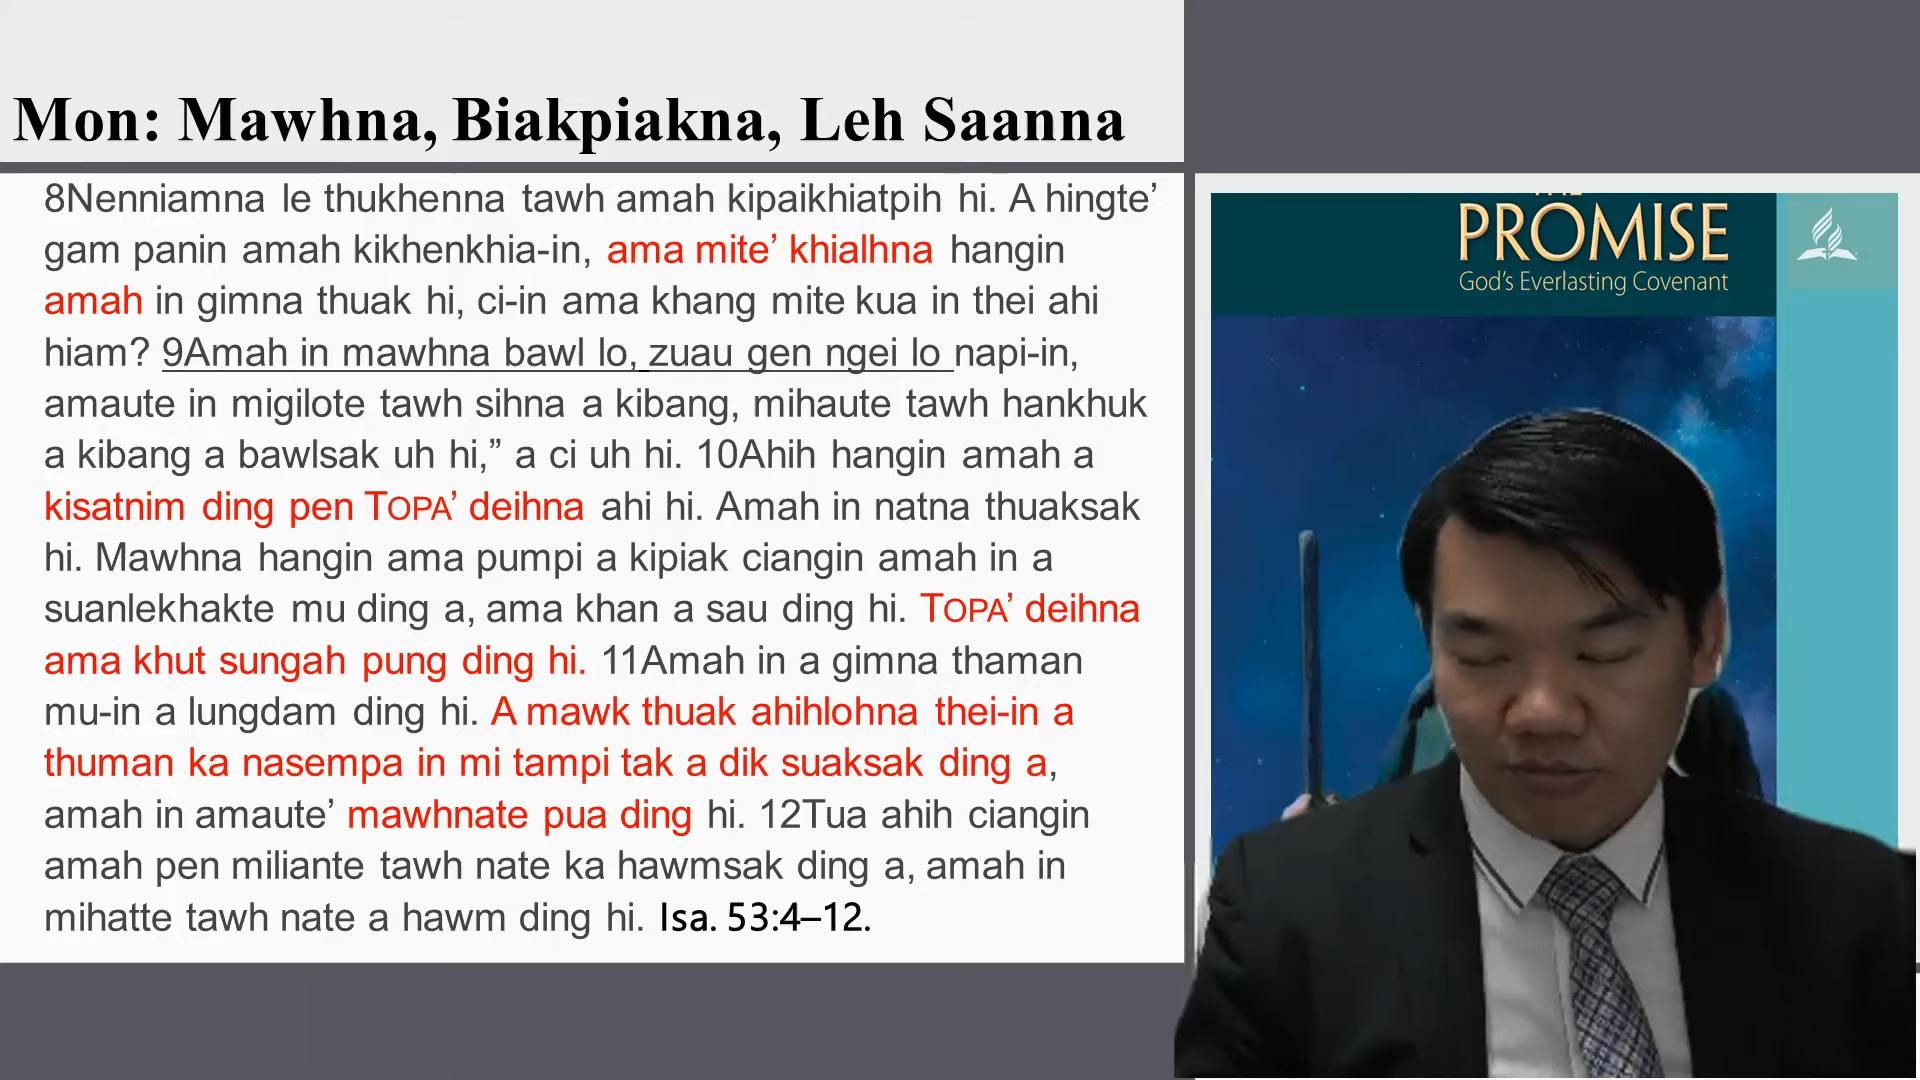 Mon: Mawhna, Biakpiakna, Leh Saanna
8Nenniamna le thukhenna tawh amah kipaikhiatpih hi. A hingte’
gam panin amah kikhenkhia-in, ama mite’ khialhna hangin
amah in gimna thuak hi, ci-in ama khang mite kua in thei ahi
hiam? 9Amah in mawhna bawl lo, zuau gen ngei lo napi-in,
amaute in migilote tawh sihna a kibang, mihaute tawh hankhuk
a kibang a bawlsak uh hi,” a ci uh hi. 10Ahih hangin amah a
kisatnim ding pen TOPA’ deihna ahi hi. Amah in natna thuaksak
hi. Mawhna hangin ama pumpi a kipiak ciangin amah in a
suanlekhakte mu ding a, ama khan a sau ding hi. TOPA’ deihna
ama khut sungah pung ding hi. 11Amah in a gimna thaman
mu-in a lungdam ding hi. A mawk thuak ahihlohna thei-in a
thuman ka nasempa in mi tampi tak a dik suaksak ding a,
amah in amaute’ mawhnate pua ding hi. 12Tua ahih ciangin
amah pen miliante tawh nate ka hawmsak ding a, amah in
mihatte tawh nate a hawm ding hi. Isa. 53:4–12.
PROMISE
God’s Everlasting Covenant